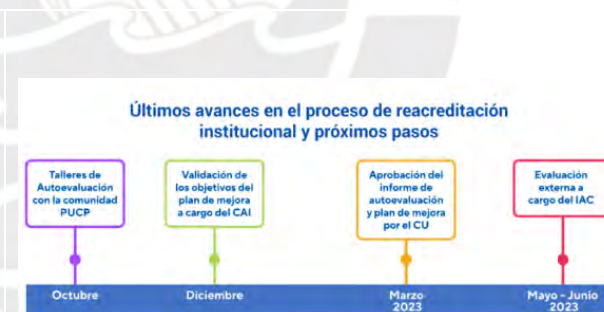 Últimos avances en el proceso de reacreditación
institucional y próximos pasos
Talleres de
Autoevaluación
con la comunidad
PUCP
Validación de
los objetivos del
plan de mejora
a cargo del CAI
Aprobación del
informe de
autoevaluación
y plan de mejora
por el CU
Evaluación
externa a
cargo del IAC
Octubre
Diciembre
Marzo
2023
Mayo - Junio
2023